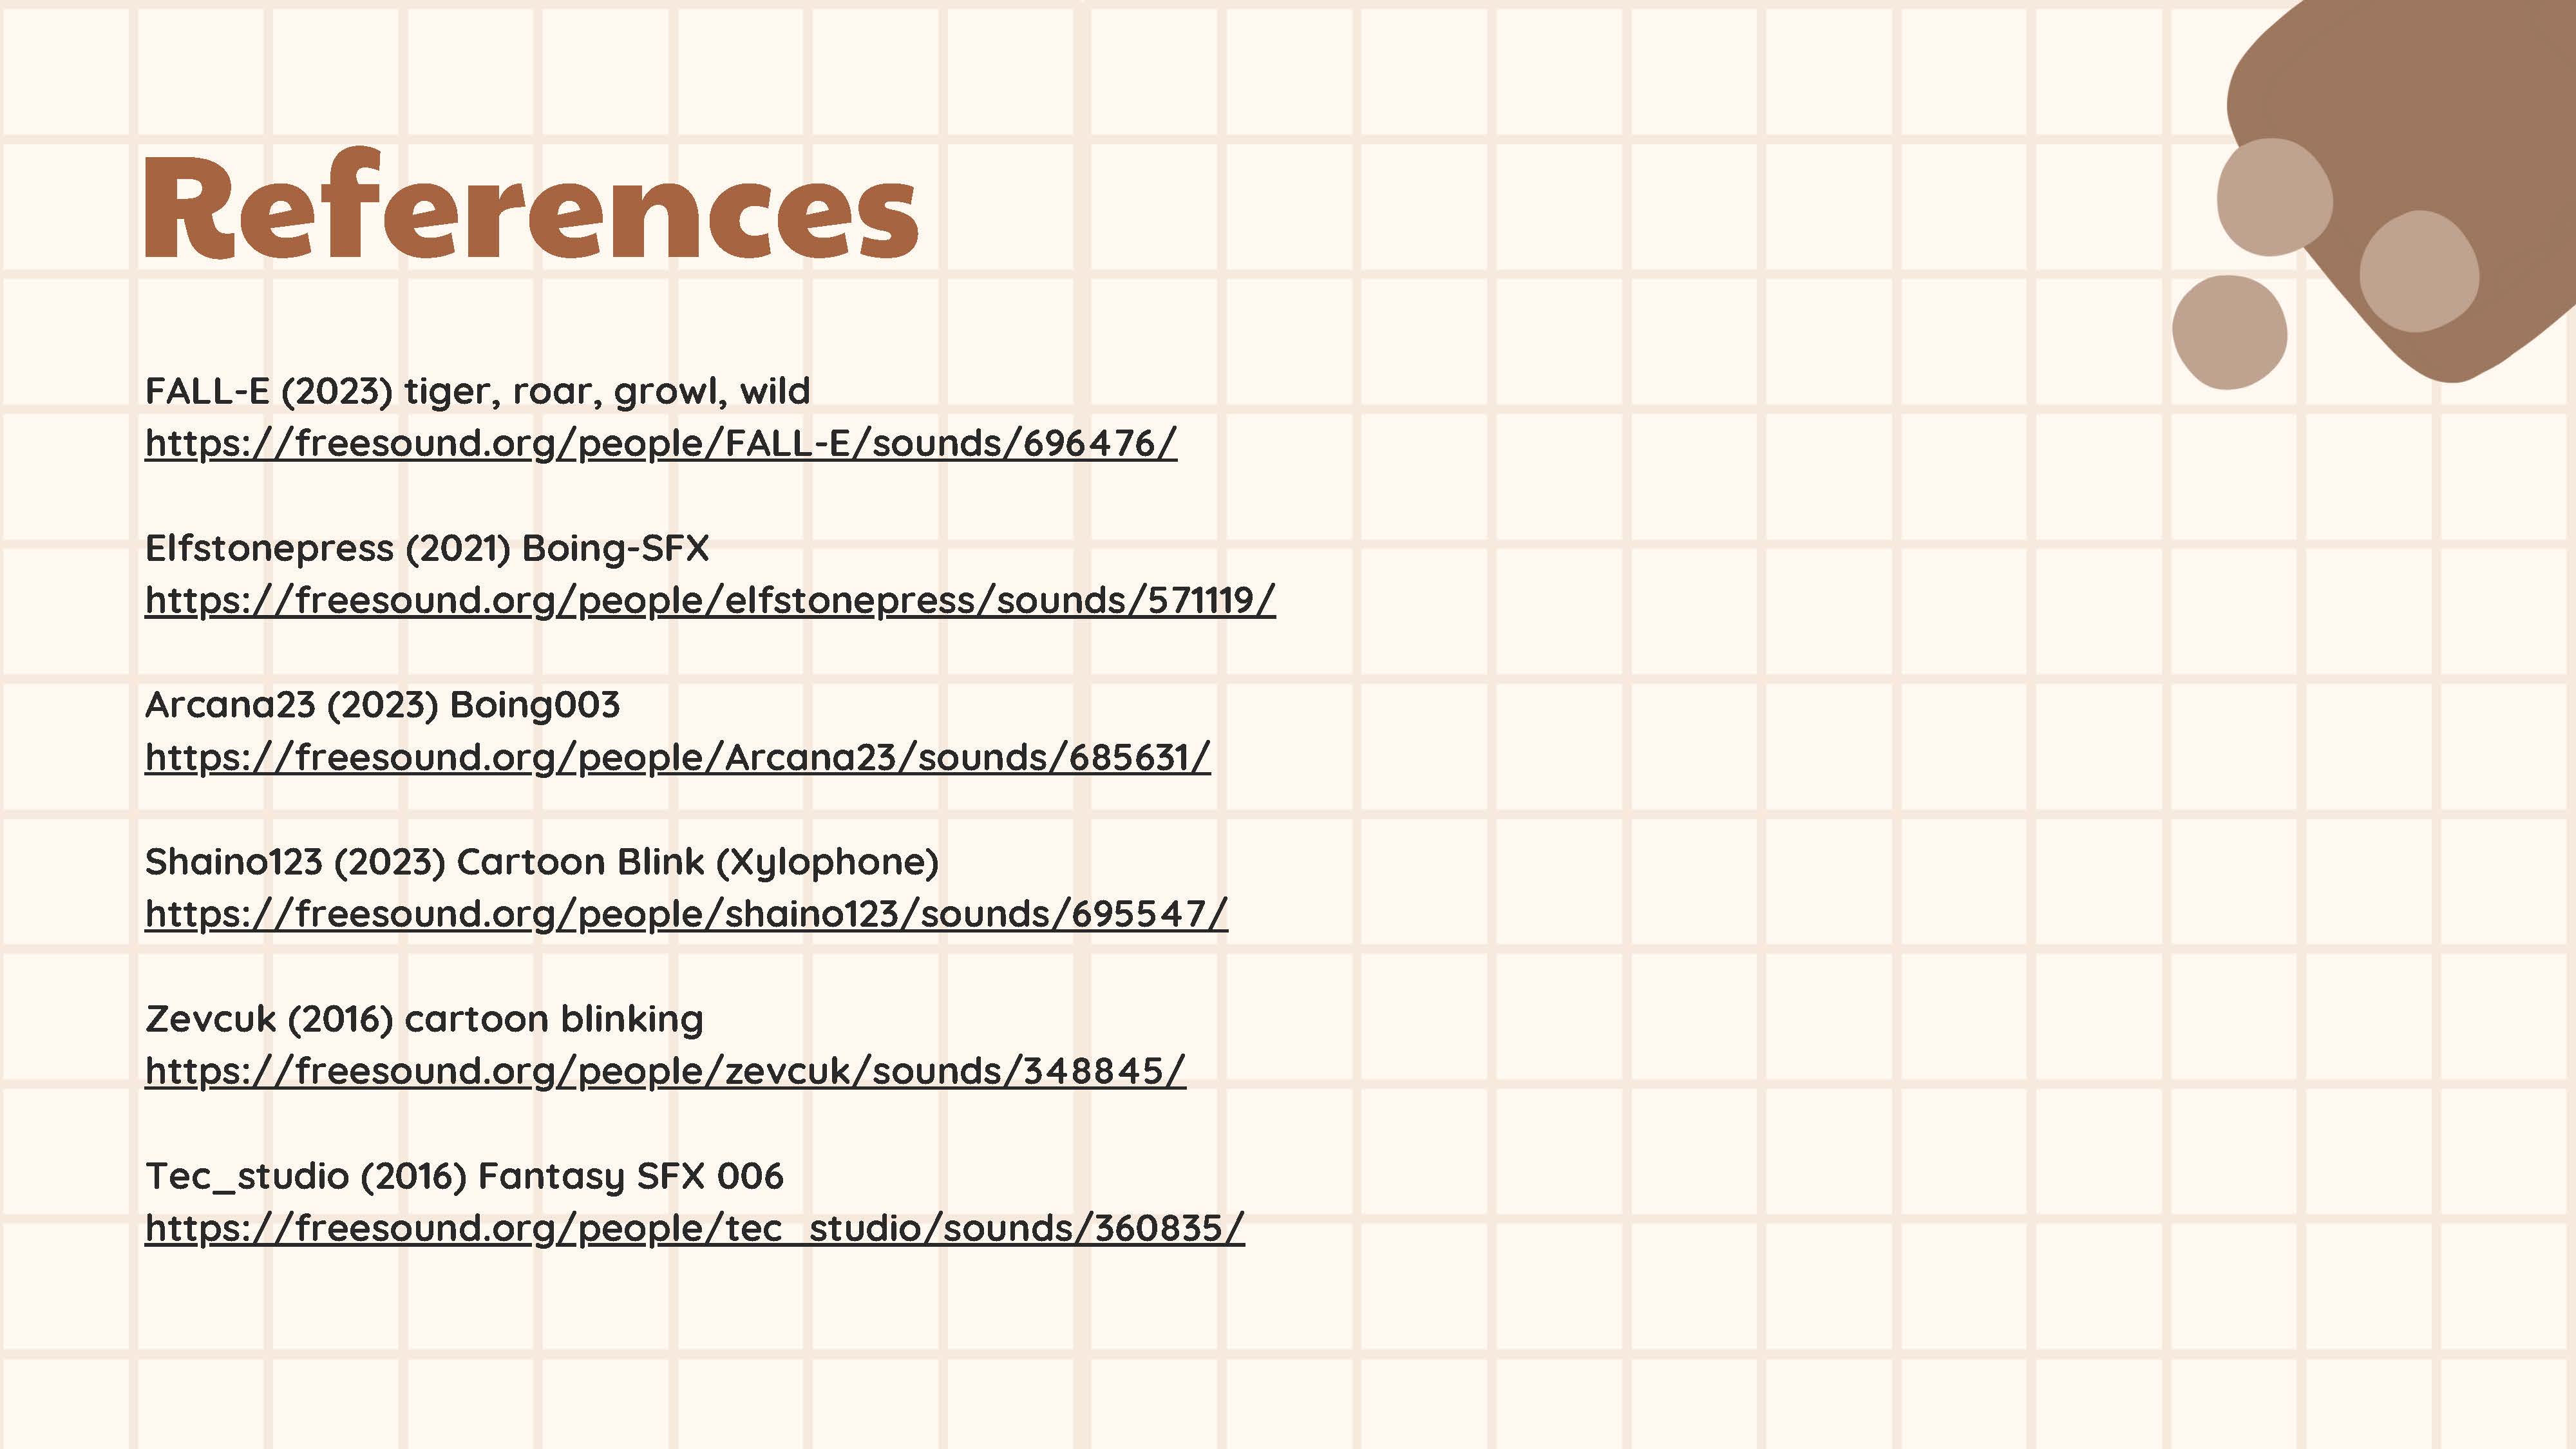 References
FALL-E (2023) tiger, roar, growl, wild
https://freesound.org/people/FALL-E/sounds/696476/
Elfstonepress (2021) Boing-SFX
https://freesound.org/people/elfstonepress/sounds/571119/
Arcana23 (2023) Boing003
https://freesound.org/people/Arcana23/sounds/685631/
Shaino123 (2023) Cartoon Blink (Xylophone)
https://freesound.org/people/shaino123/sounds/695547/
Zevcuk (2016) cartoon blinking
https://freesound.org/people/zevcuk/sounds/348845/
Tec_studio (2016) Fantasy SFX 006
https://freesound.org/people/tec_studio/sounds/360835/